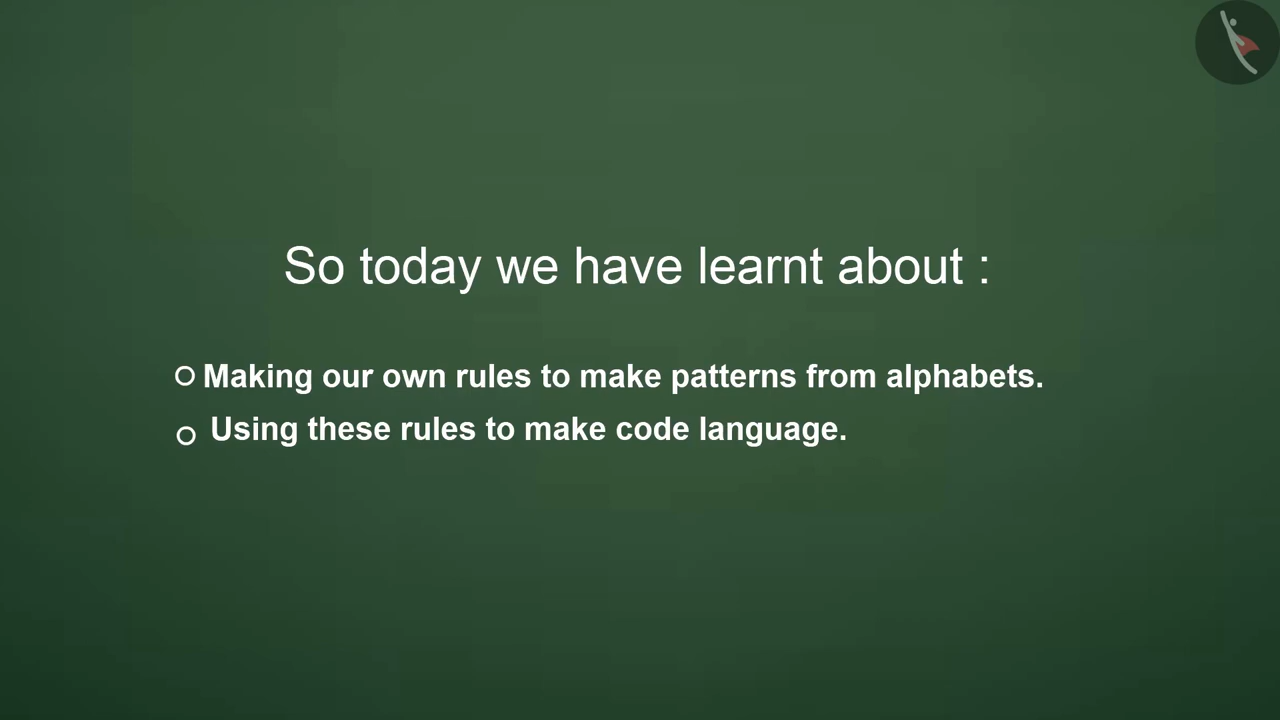 So today we have learnt about :
Making our own rules to make patterns from alphabets.
Using these rules to make code language.